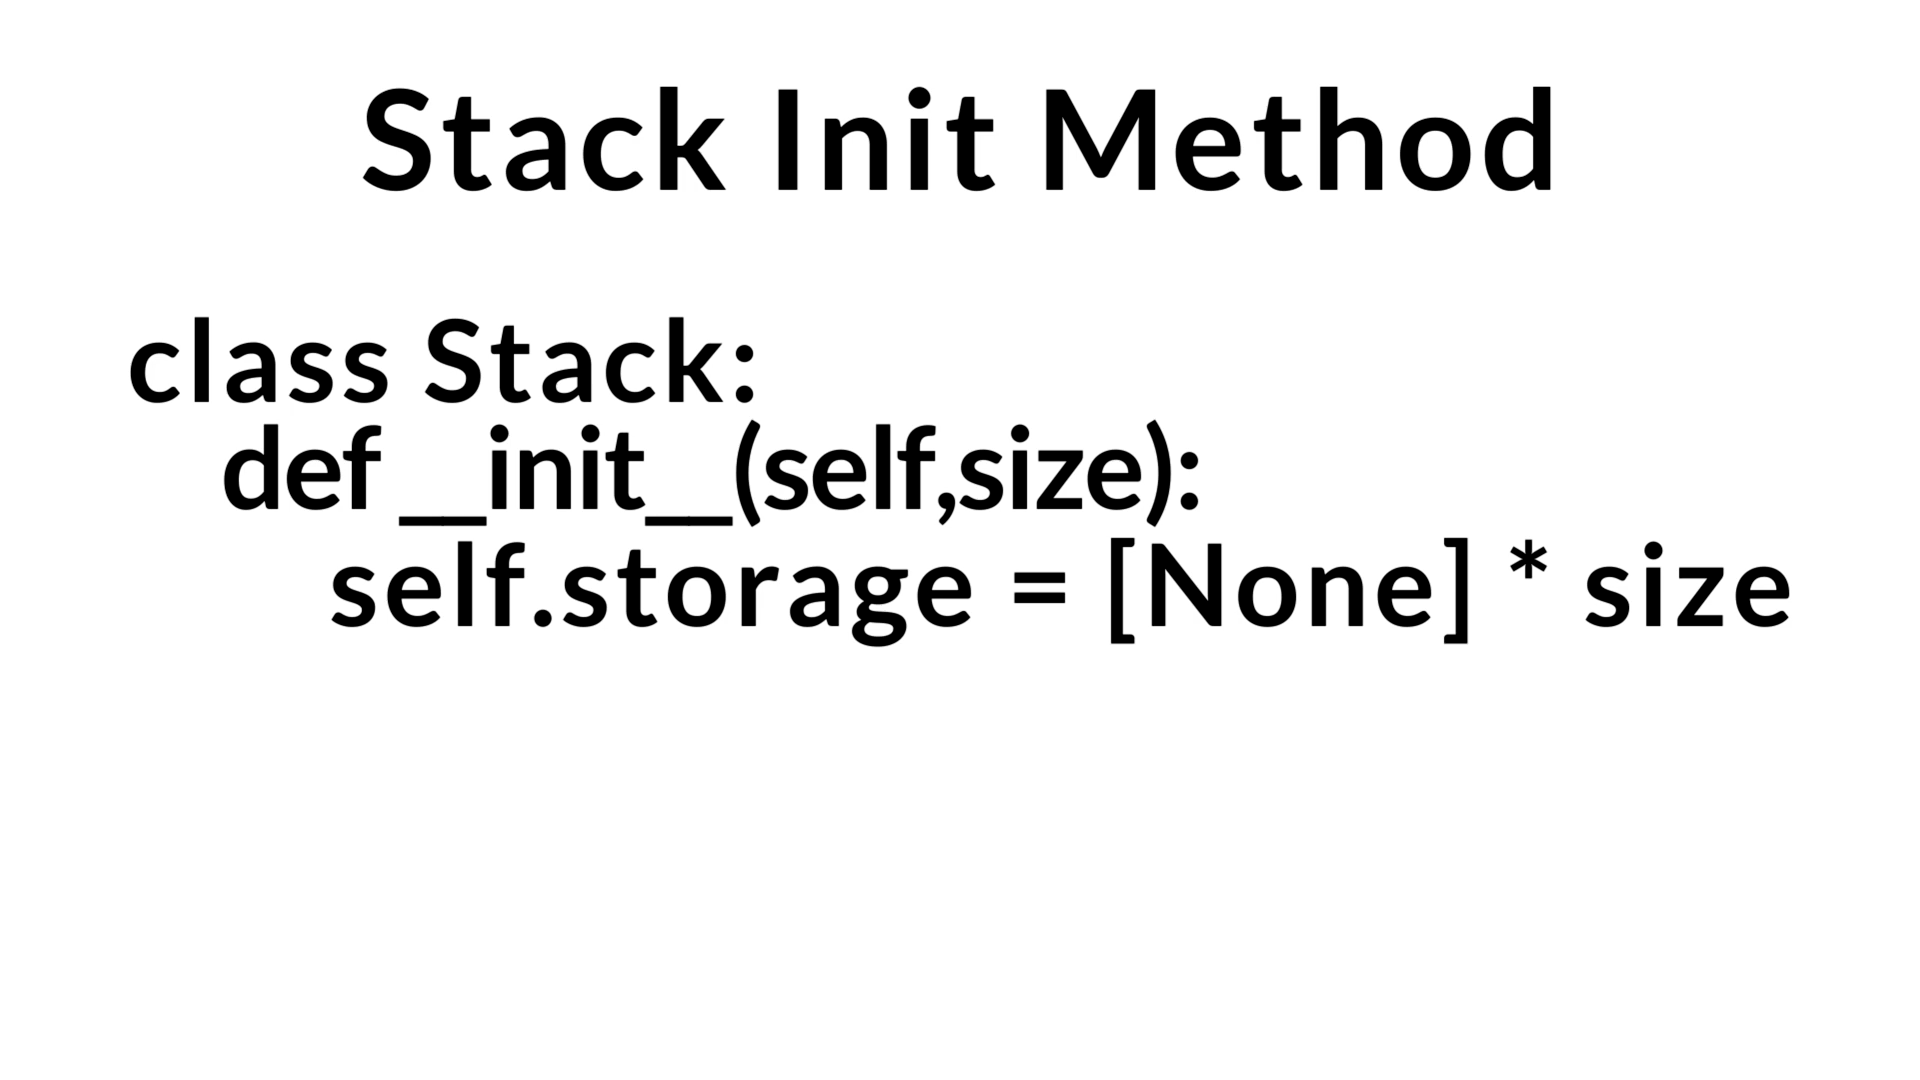 Stack Init Method
class Stack:
def __init__(self,size):
self.storage = [None] * size